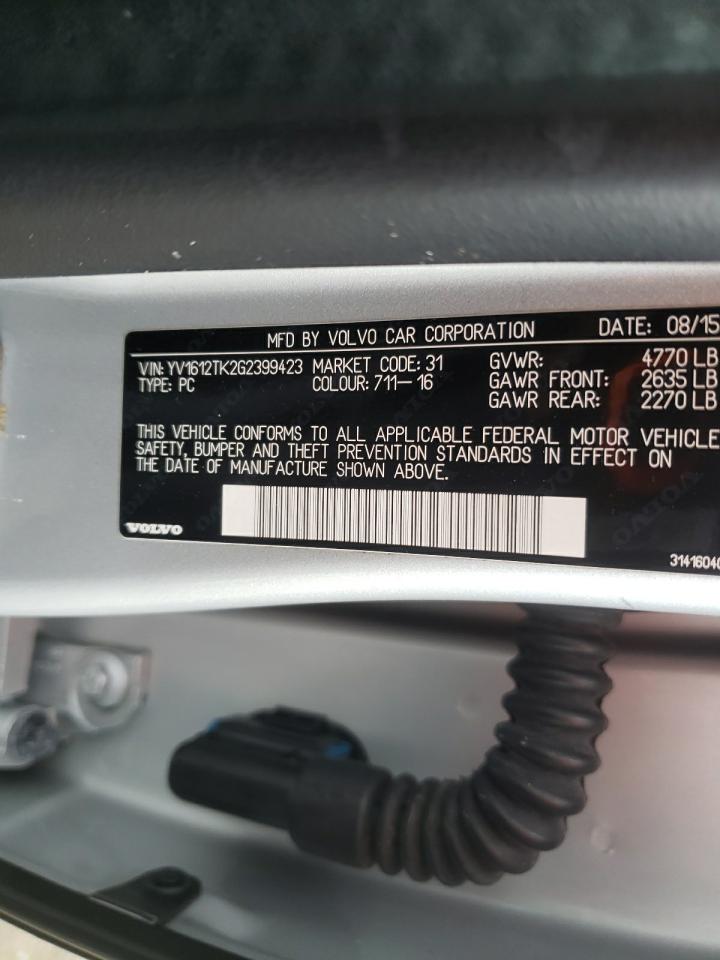 MFD BY VOLVO CAR CORPORATION DATE: 08/15
VIN: YV1612TK2G2399423 MARKET CODE: 31 GVWR: 4770 LB
TYPE: PC COLOUR: 711-16 GAWR FRONT: 2635 LB
GAWR REAR: 2270 LB
THIS VEHICLE CONFORMS TO ALL APPLICABLE FEDERAL MOTOR VEHICLE
SAFETY, BUMPER AND THEFT PREVENTION STANDARDS IN EFFECT ON
THE DATE OF MANUFACTURE SHOWN ABOVE.
VOLVO
3141604